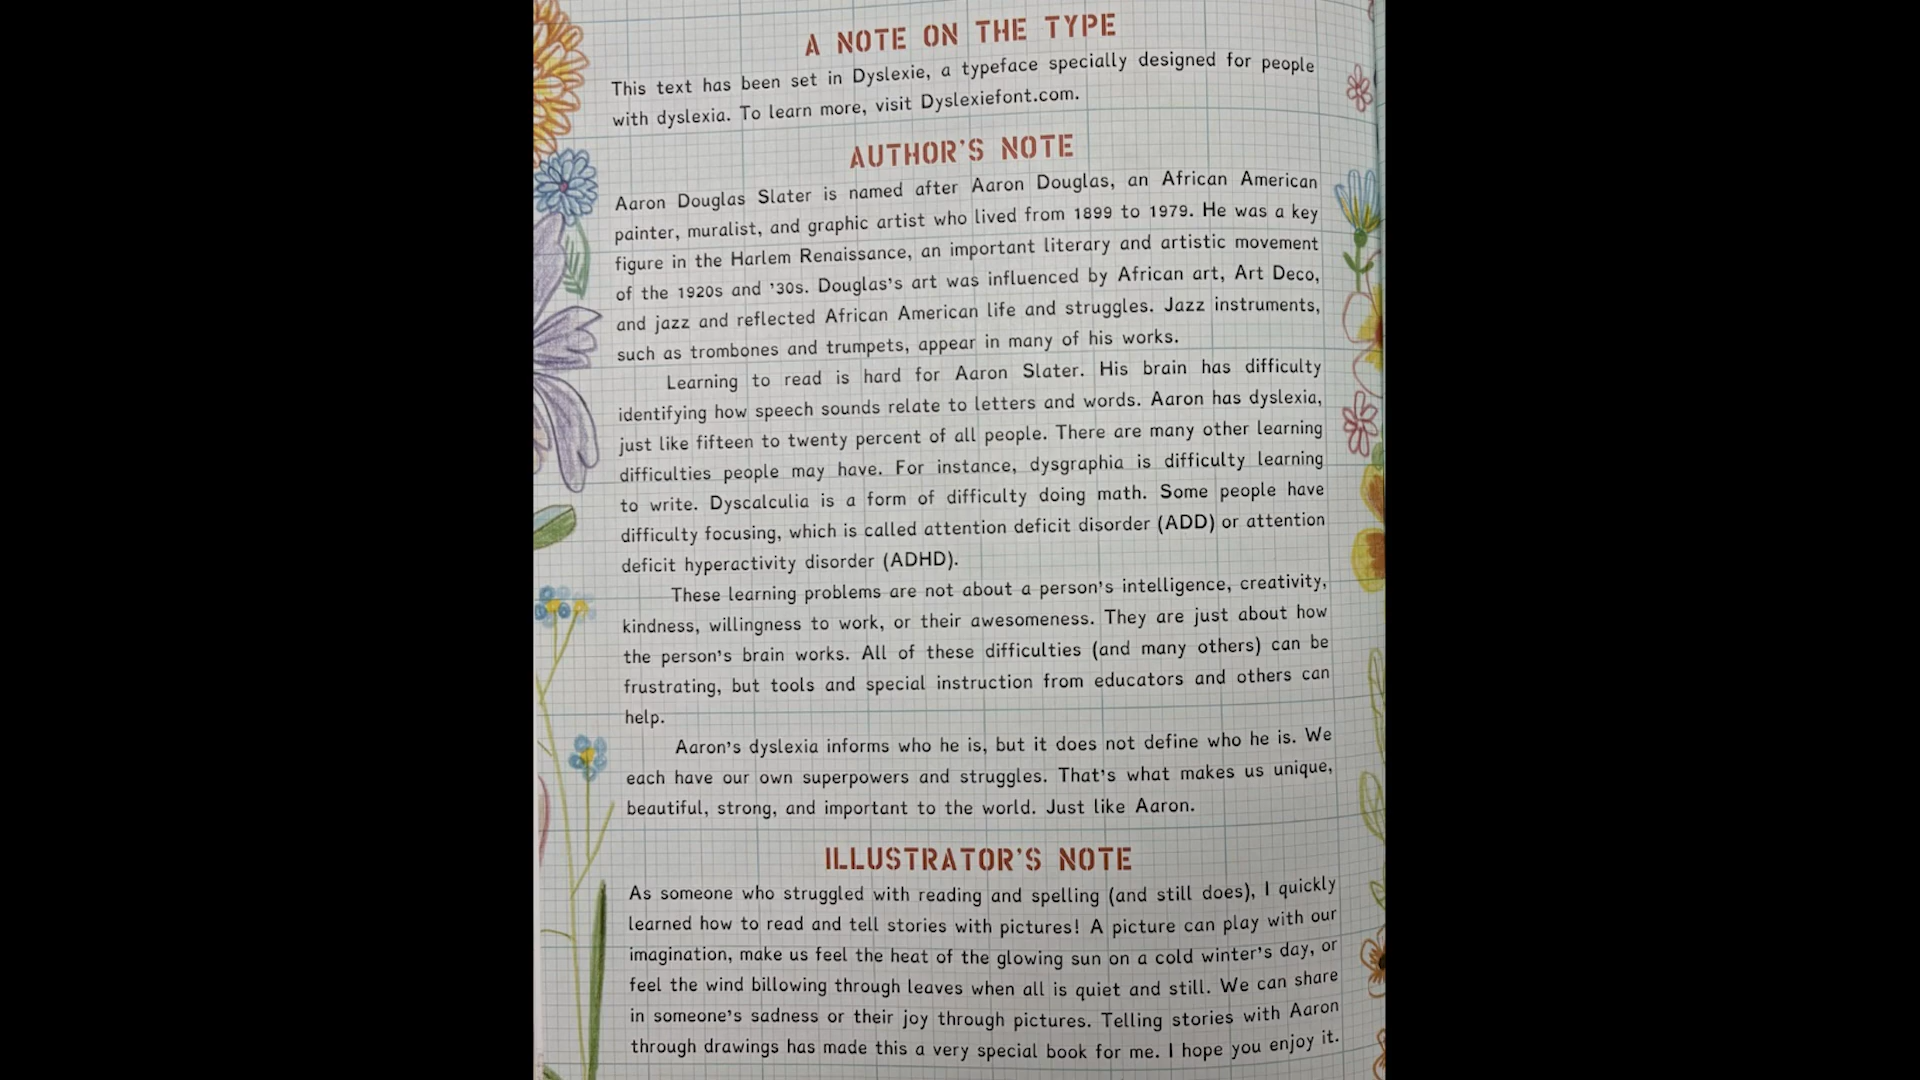 A NOTE ON THE TYPE
This text has been set in Dyslexie, a typeface specially designed for people
with dyslexia. To learn more, visit Dyslexiefont.com.
AUTHOR'S NOTE
Aaron Douglas Slater is named after Aaron Douglas, an African American
painter, muralist, and graphic artist who lived from 1899 to 1979. He was a key
figure in the Harlem Renaissance, an important literary and artistic movement
of the 1920s and '30s. Douglas's art was influenced by African art, Art Deco,
and jazz and reflected African American life and struggles. Jazz instruments,
such as trombones and trumpets, appear in many of his works.
Learning to read is hard for Aaron Slater. His brain has difficulty
identifying how speech sounds relate to letters and words. Aaron has dyslexia,
just like fifteen to twenty percent of all people. There are many other learning
difficulties people may have. For instance, dysgraphia is difficulty learning
to write. Dyscalculia is a form of difficulty doing math. Some people have
difficulty focusing, which is called attention deficit disorder (ADD) or attention
deficit hyperactivity disorder (ADHD).
These learning problems are not about a person's intelligence, creativity,
kindness, willingness to work, or their awesomeness. They are just about how
the person's brain works. All of these difficulties (and many others) can be
frustrating, but tools and special instruction from educators and others can
help.
Aaron's dyslexia informs who he is, but it does not define who he is. We
each have our own superpowers and struggles. That's what makes us unique,
beautiful, strong, and important to the world. Just like Aaron.
ILLUSTRATOR'S NOTE
As someone who struggled with reading and spelling (and still does), I quickly
learned how to read and tell stories with pictures! A picture can play with our
imagination, make us feel the heat of the glowing sun on a cold winter's day, or
feel the wind billowing through leaves when all is quiet and still. We can share
in someone's sadness or their joy through pictures. Telling stories with Aaron
through drawings has made this a very special book for me. I hope you enjoy it.